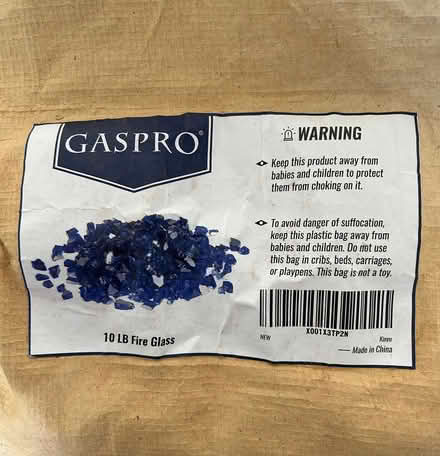 GASPRO®
WARNING
Keep this product away from
babies and children to protect
them from choking on it.
To avoid danger of suffocation,
keep this plastic bag away from
babies and children. Do not use
this bag in cribs, beds, carriages,
or playpens. This bag is not a toy.
10 LB Fire Glass
X001X3TP2N
NEW
Made in China